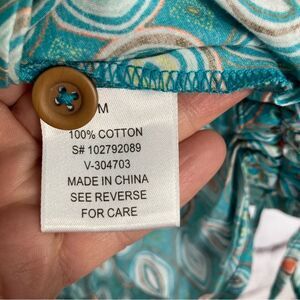 M
100% COTTON
S# 102792089
V-304703
MADE IN CHINA
SEE REVERSE
FOR CARE